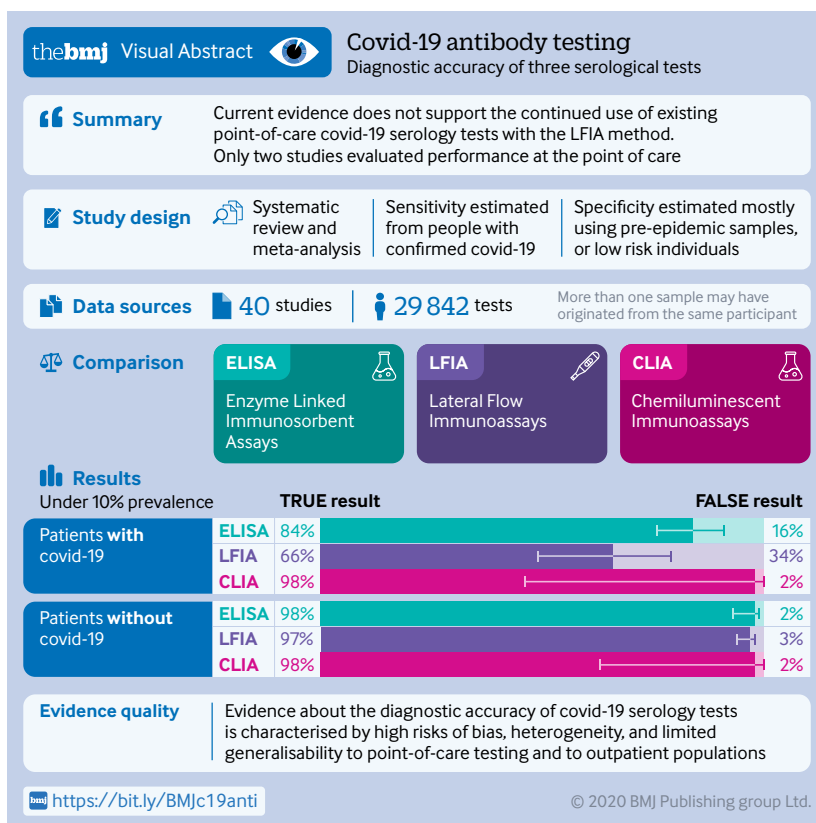 thebmj Visual Abstract
Covid-19 antibody testing
Diagnostic accuracy of three serological tests
Summary
Current evidence does not support the continued use of existing
point-of-care covid-19 serology tests with the LFIA method.
Only two studies evaluated performance at the point of care
Study design
Systematic
review and
meta-analysis
Sensitivity estimated
from people with
confirmed covid-19
Specificity estimated mostly
using pre-epidemic samples,
or low risk individuals
Data sources
40 studies
29 842 tests
More than one sample may have
originated from the same participant
Comparison
ELISA
Enzyme Linked
Immunosorbent
Assays
LFIA
Lateral Flow
Immunoassays
CLIA
Chemiluminescent
Immunoassays
Results
Under 10% prevalence
TRUE result
FALSE result
Patients with
covid-19
ELISA 84% 16%
LFIA 66% 34%
CLIA 98% 2%
Patients without
covid-19
ELISA 98% 2%
LFIA 97% 3%
CLIA 98% 2%
Evidence quality
Evidence about the diagnostic accuracy of covid-19 serology tests
is characterised by high risks of bias, heterogeneity, and limited
generalisability to point-of-care testing and to outpatient populations
bmj https://bit.ly/BMJc19anti
© 2020 BMJ Publishing group Ltd.